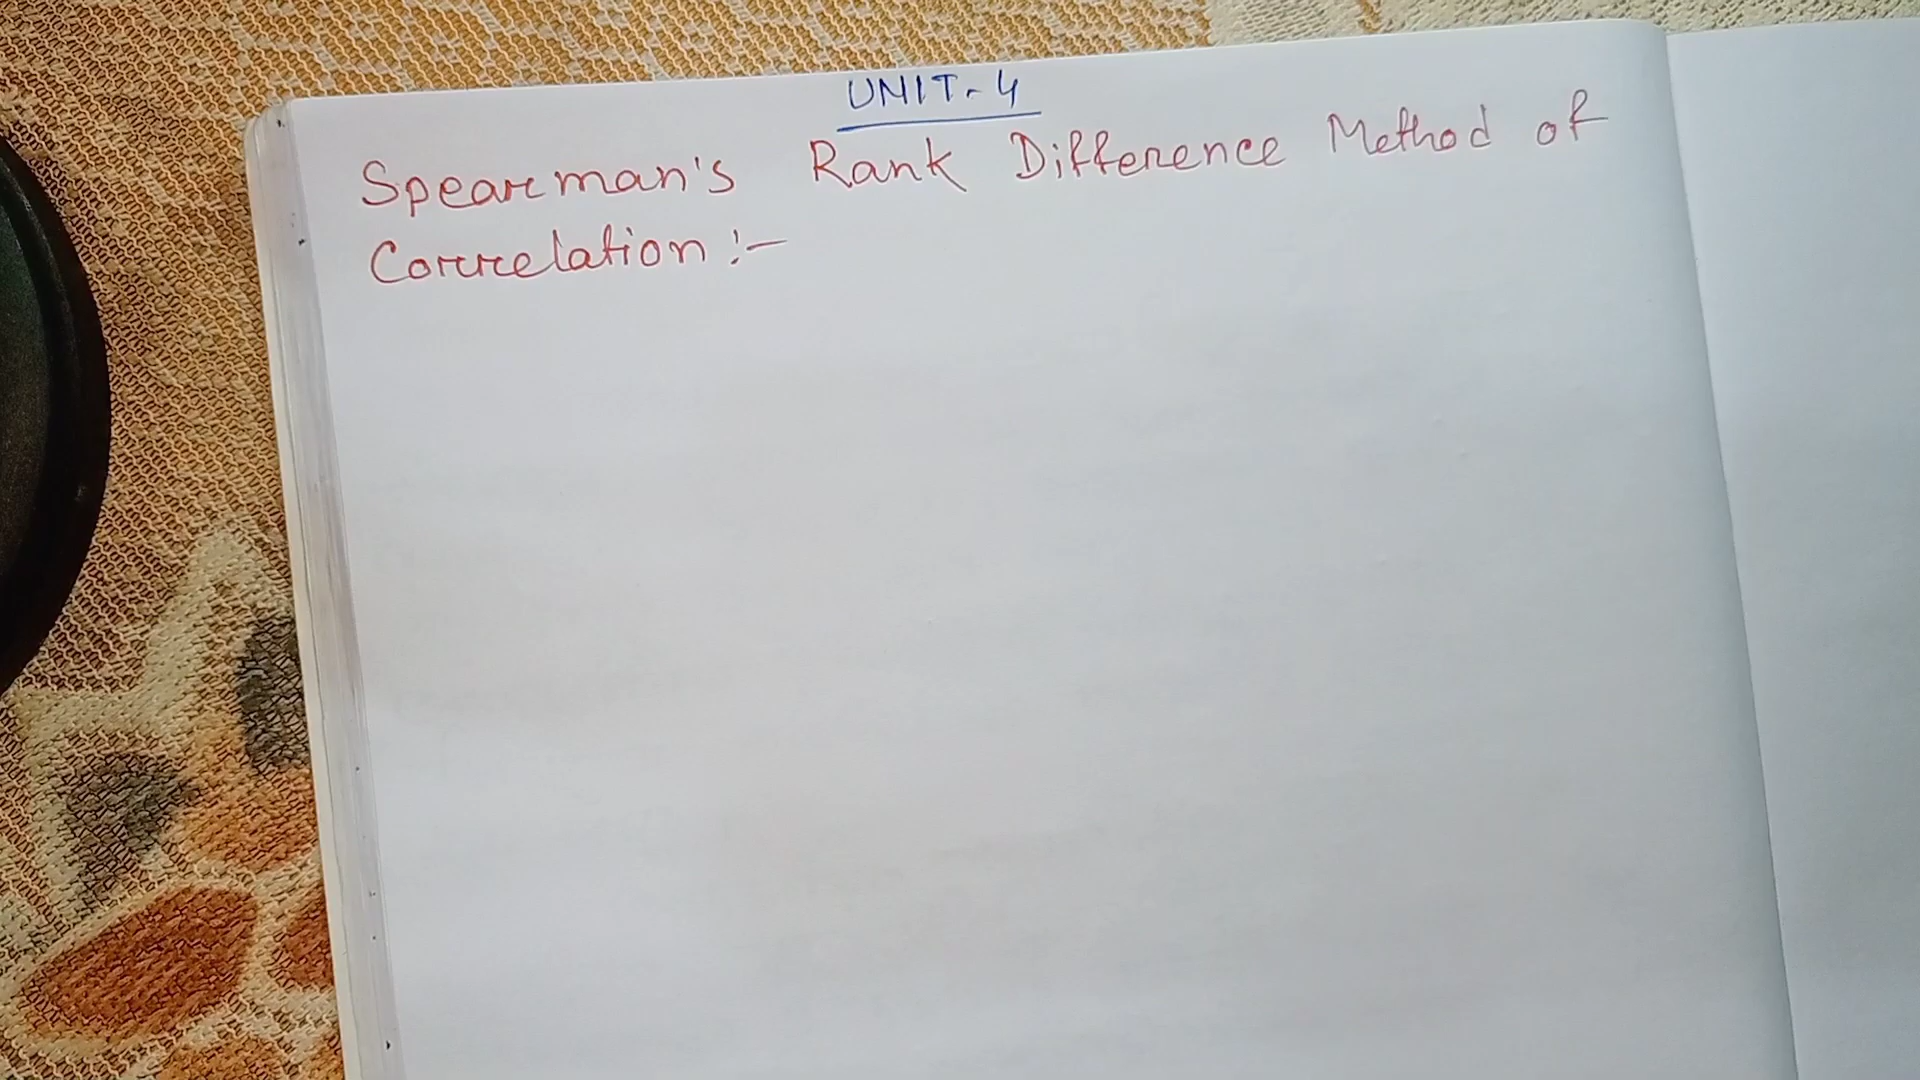 UNIT-4
Spearman's Rank Difference Method of
Correlation :-